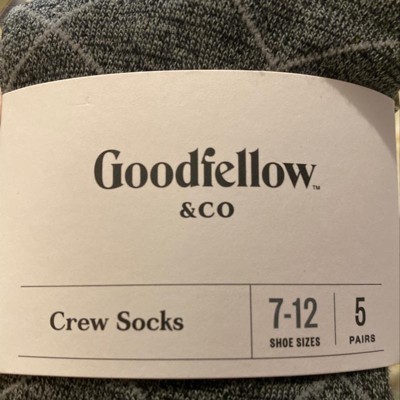 Goodfellow™
&CO
Crew Socks
7-12
SHOE SIZES
5
PAIRS